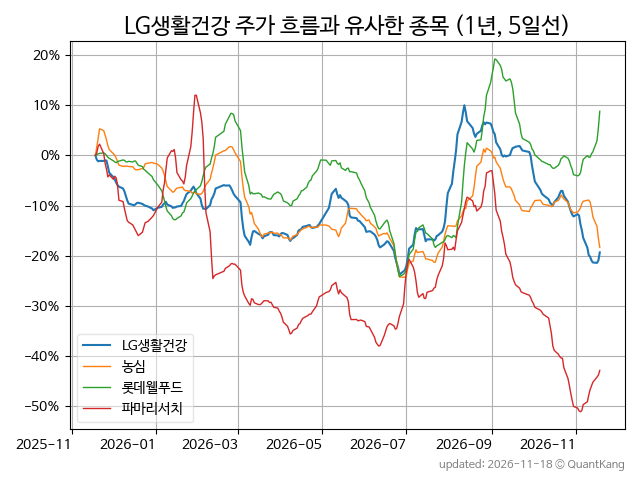 LG생활건강 주가 흐름과 유사한 종목 (1년, 5일선)
20%
10%
0%
−10%
−20%
−30%
−40%
−50%
LG생활건강
농심
롯데웰푸드
파마리서치
2025-11
2026-01
2026-03
2026-05
2026-07
2026-09
2026-11
updated: 2026-11-18 © QuantKang